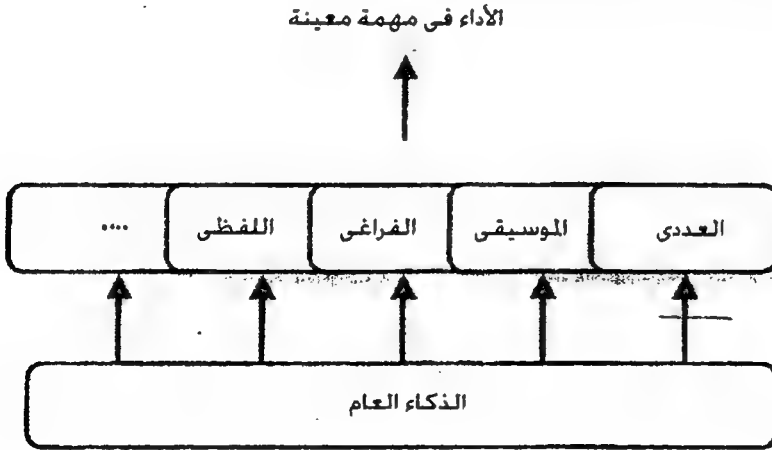 الأداء فى مهمة معينة
العددى الموسيقى الفراغى اللفظى ....
الذكاء العام